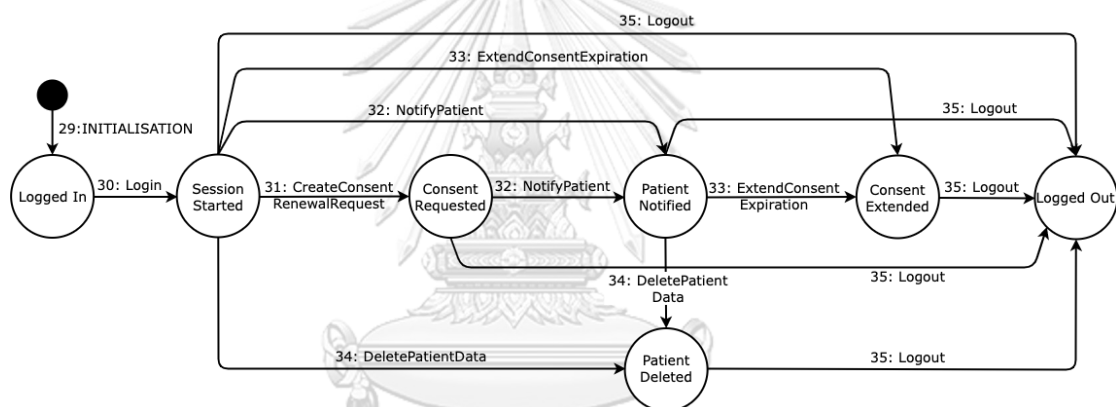 35: Logout
33: ExtendConsentExpiration
32: NotifyPatient
35: Logout
29:INITIALISATION
Logged In
30: Login
Session
Started
31: CreateConsent
RenewalRequest
Consent
Requested
32: NotifyPatient
Patient
Notified
33: ExtendConsent
Expiration
Consent
Extended
35: Logout
Logged Out
35: Logout
34: DeletePatient
Data
34: DeletePatientData
Patient
Deleted
35: Logout